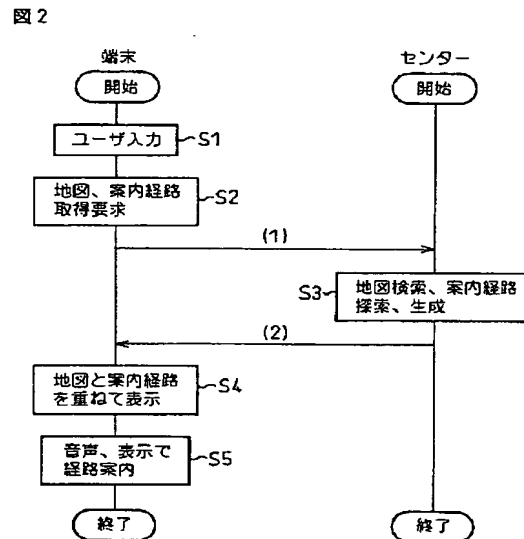 図2
端末
センター
開始
開始
ユーザ入力
S1
地図、案内経路
取得要求
S2
(1)
S3
地図検索、案内経路
探索、生成
(2)
地図と案内経路
を重ねて表示
S4
音声、表示で
経路案内
S5
終了
終了